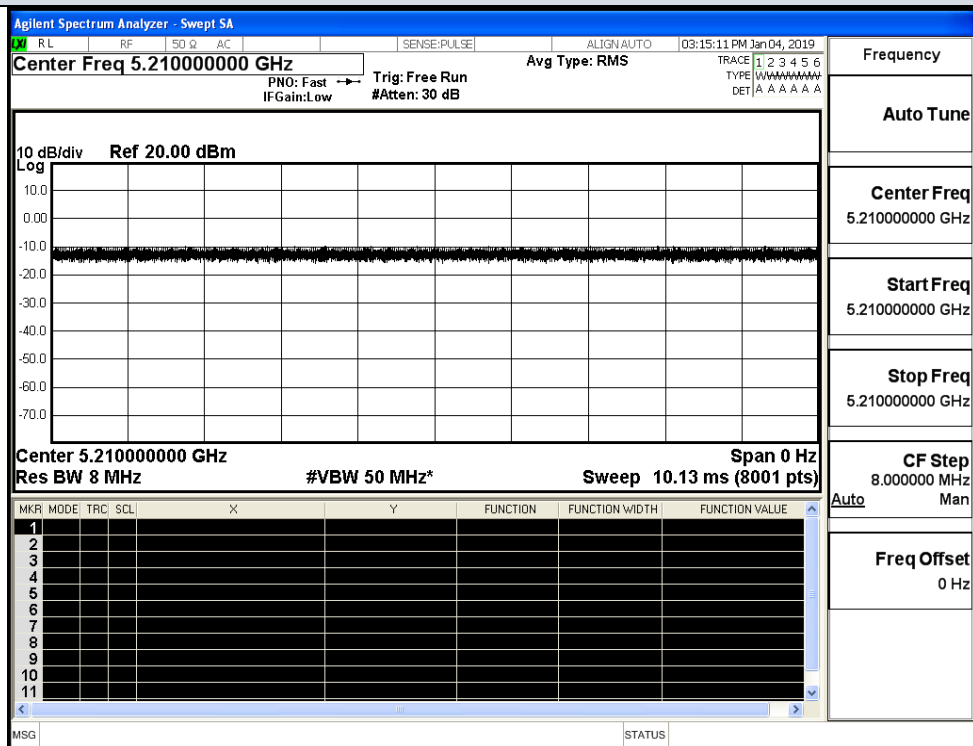 Agilent Spectrum Analyzer - Swept SA
LXI RL RF 50 Ω AC SENSE:PULSE ALIGN AUTO 03:15:11 PM Jan 04, 2019
Center Freq 5.210000000 GHz
PNO: Fast
IFGain:Low
Trig: Free Run
#Atten: 30 dB
Avg Type: RMS
TRACE 1 2 3 4 5 6
TYPE WWWWWW
DET A A A A A A
10 dB/div Ref 20.00 dBm
Log
10.0
0.00
-10.0
-20.0
-30.0
-40.0
-50.0
-60.0
-70.0
Center 5.210000000 GHz Span 0 Hz
Res BW 8 MHz #VBW 50 MHz* Sweep 10.13 ms (8001 pts)
MKR MODE TRC SCL X Y FUNCTION FUNCTION WIDTH FUNCTION VALUE
1
2
3
4
5
6
7
8
9
10
11
MSG STATUS
Frequency
Auto Tune
Center Freq
5.210000000 GHz
Start Freq
5.210000000 GHz
Stop Freq
5.210000000 GHz
CF Step
8.000000 MHz
Auto Man
Freq Offset
0 Hz